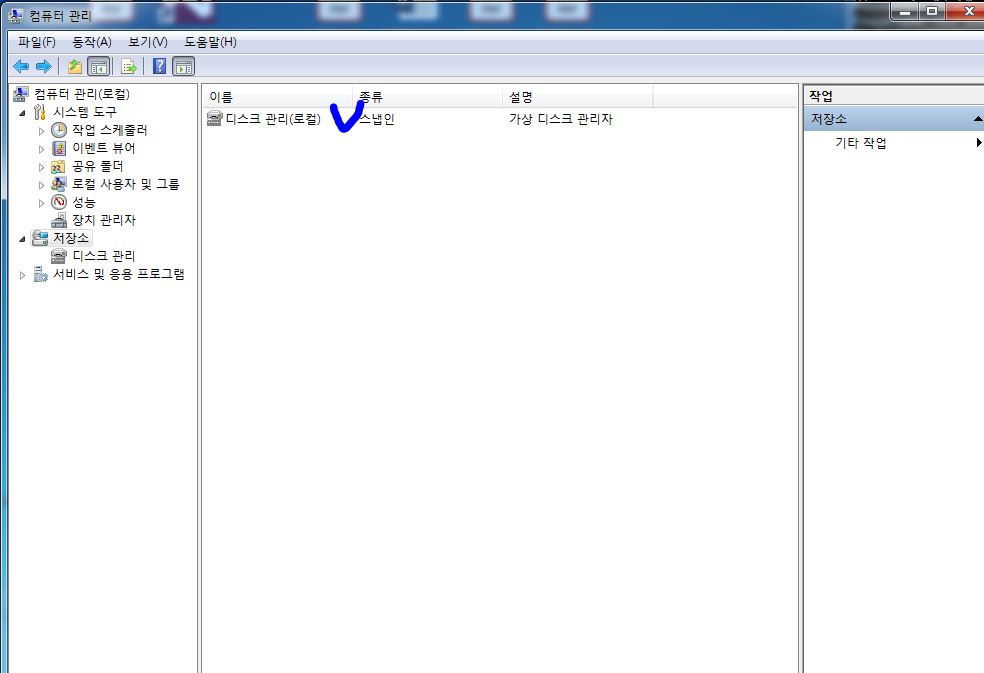 컴퓨터 관리
파일(F) 동작(A) 보기(V) 도움말(H)
컴퓨터 관리(로컬)
시스템 도구
작업 스케줄러
이벤트 뷰어
공유 폴더
로컬 사용자 및 그룹
성능
장치 관리자
저장소
디스크 관리
서비스 및 응용 프로그램
이름 종류 설명
디스크 관리(로컬) 스냅인 가상 디스크 관리자
작업
저장소
기타 작업